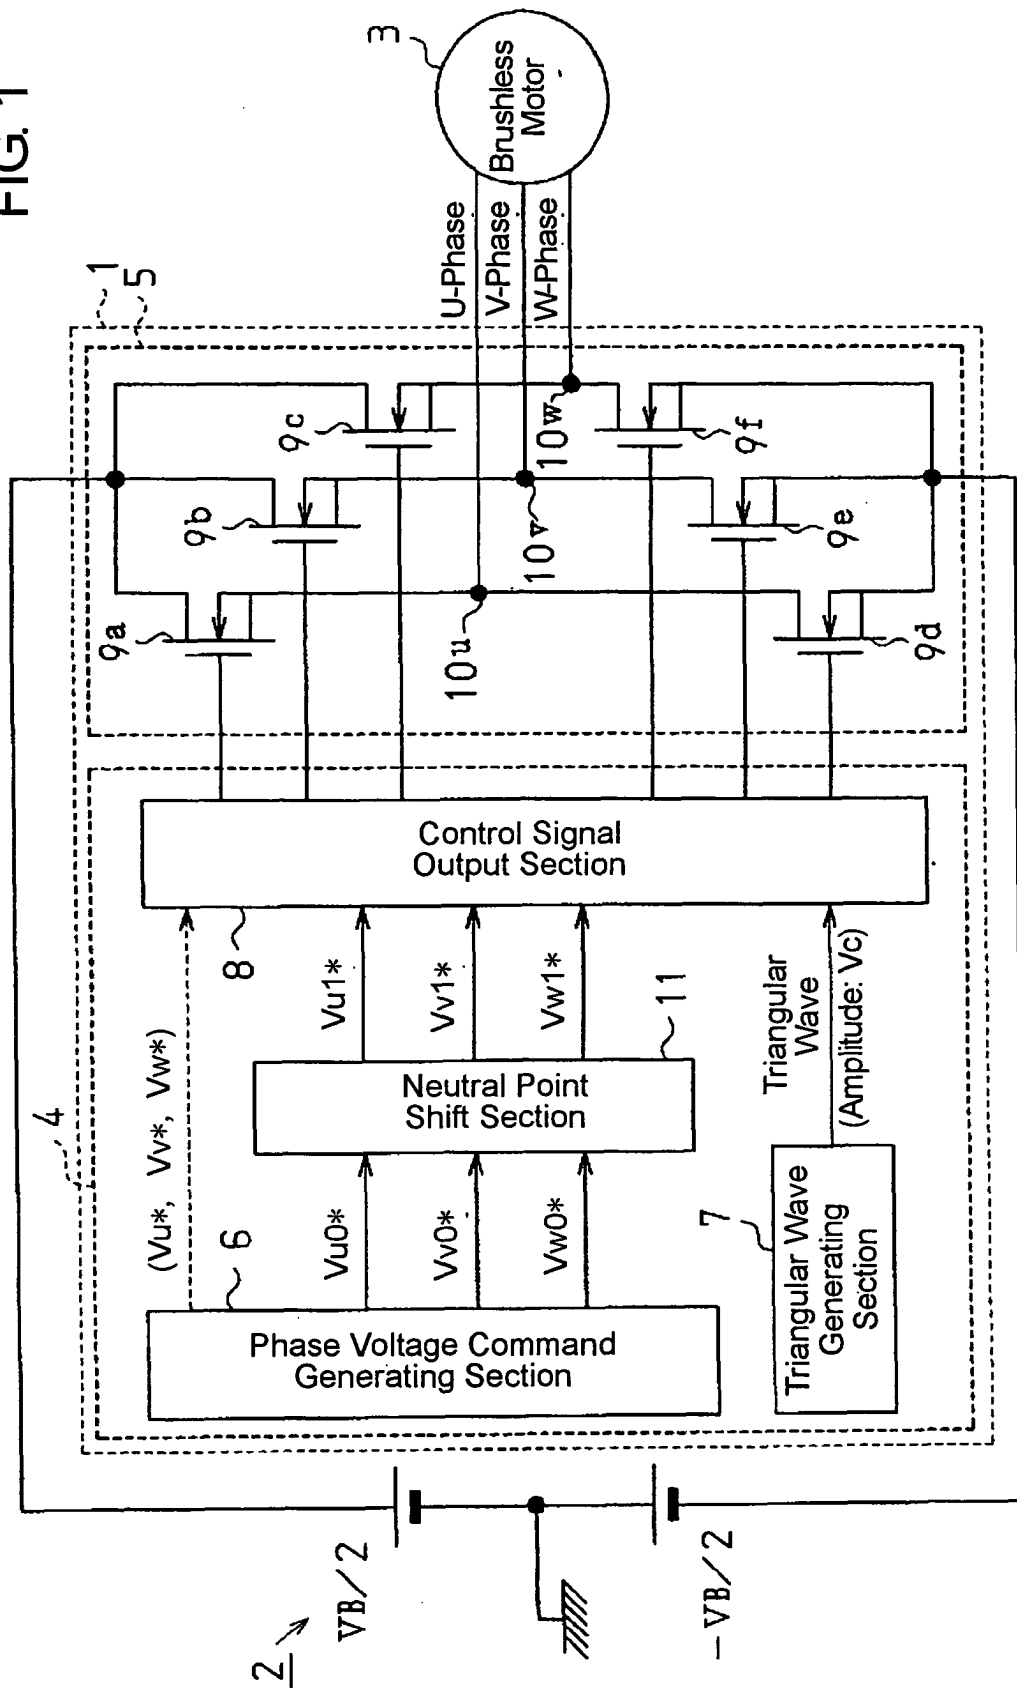 FIG. 1
1
5
4
2
VB/2
-VB/2
Phase Voltage Command
Generating Section
6
(Vu*, Vv*, Vw*)
Vu0*
Vv0*
Vw0*
Neutral Point
Shift Section
11
Vu1*
Vv1*
Vw1*
Triangular Wave
Generating
Section
7
Triangular
Wave
(Amplitude: Vc)
Control Signal
Output Section
8
9a
9b
9c
9d
9e
9f
10u
10v
10w
U-Phase
V-Phase
W-Phase
Brushless
Motor
3